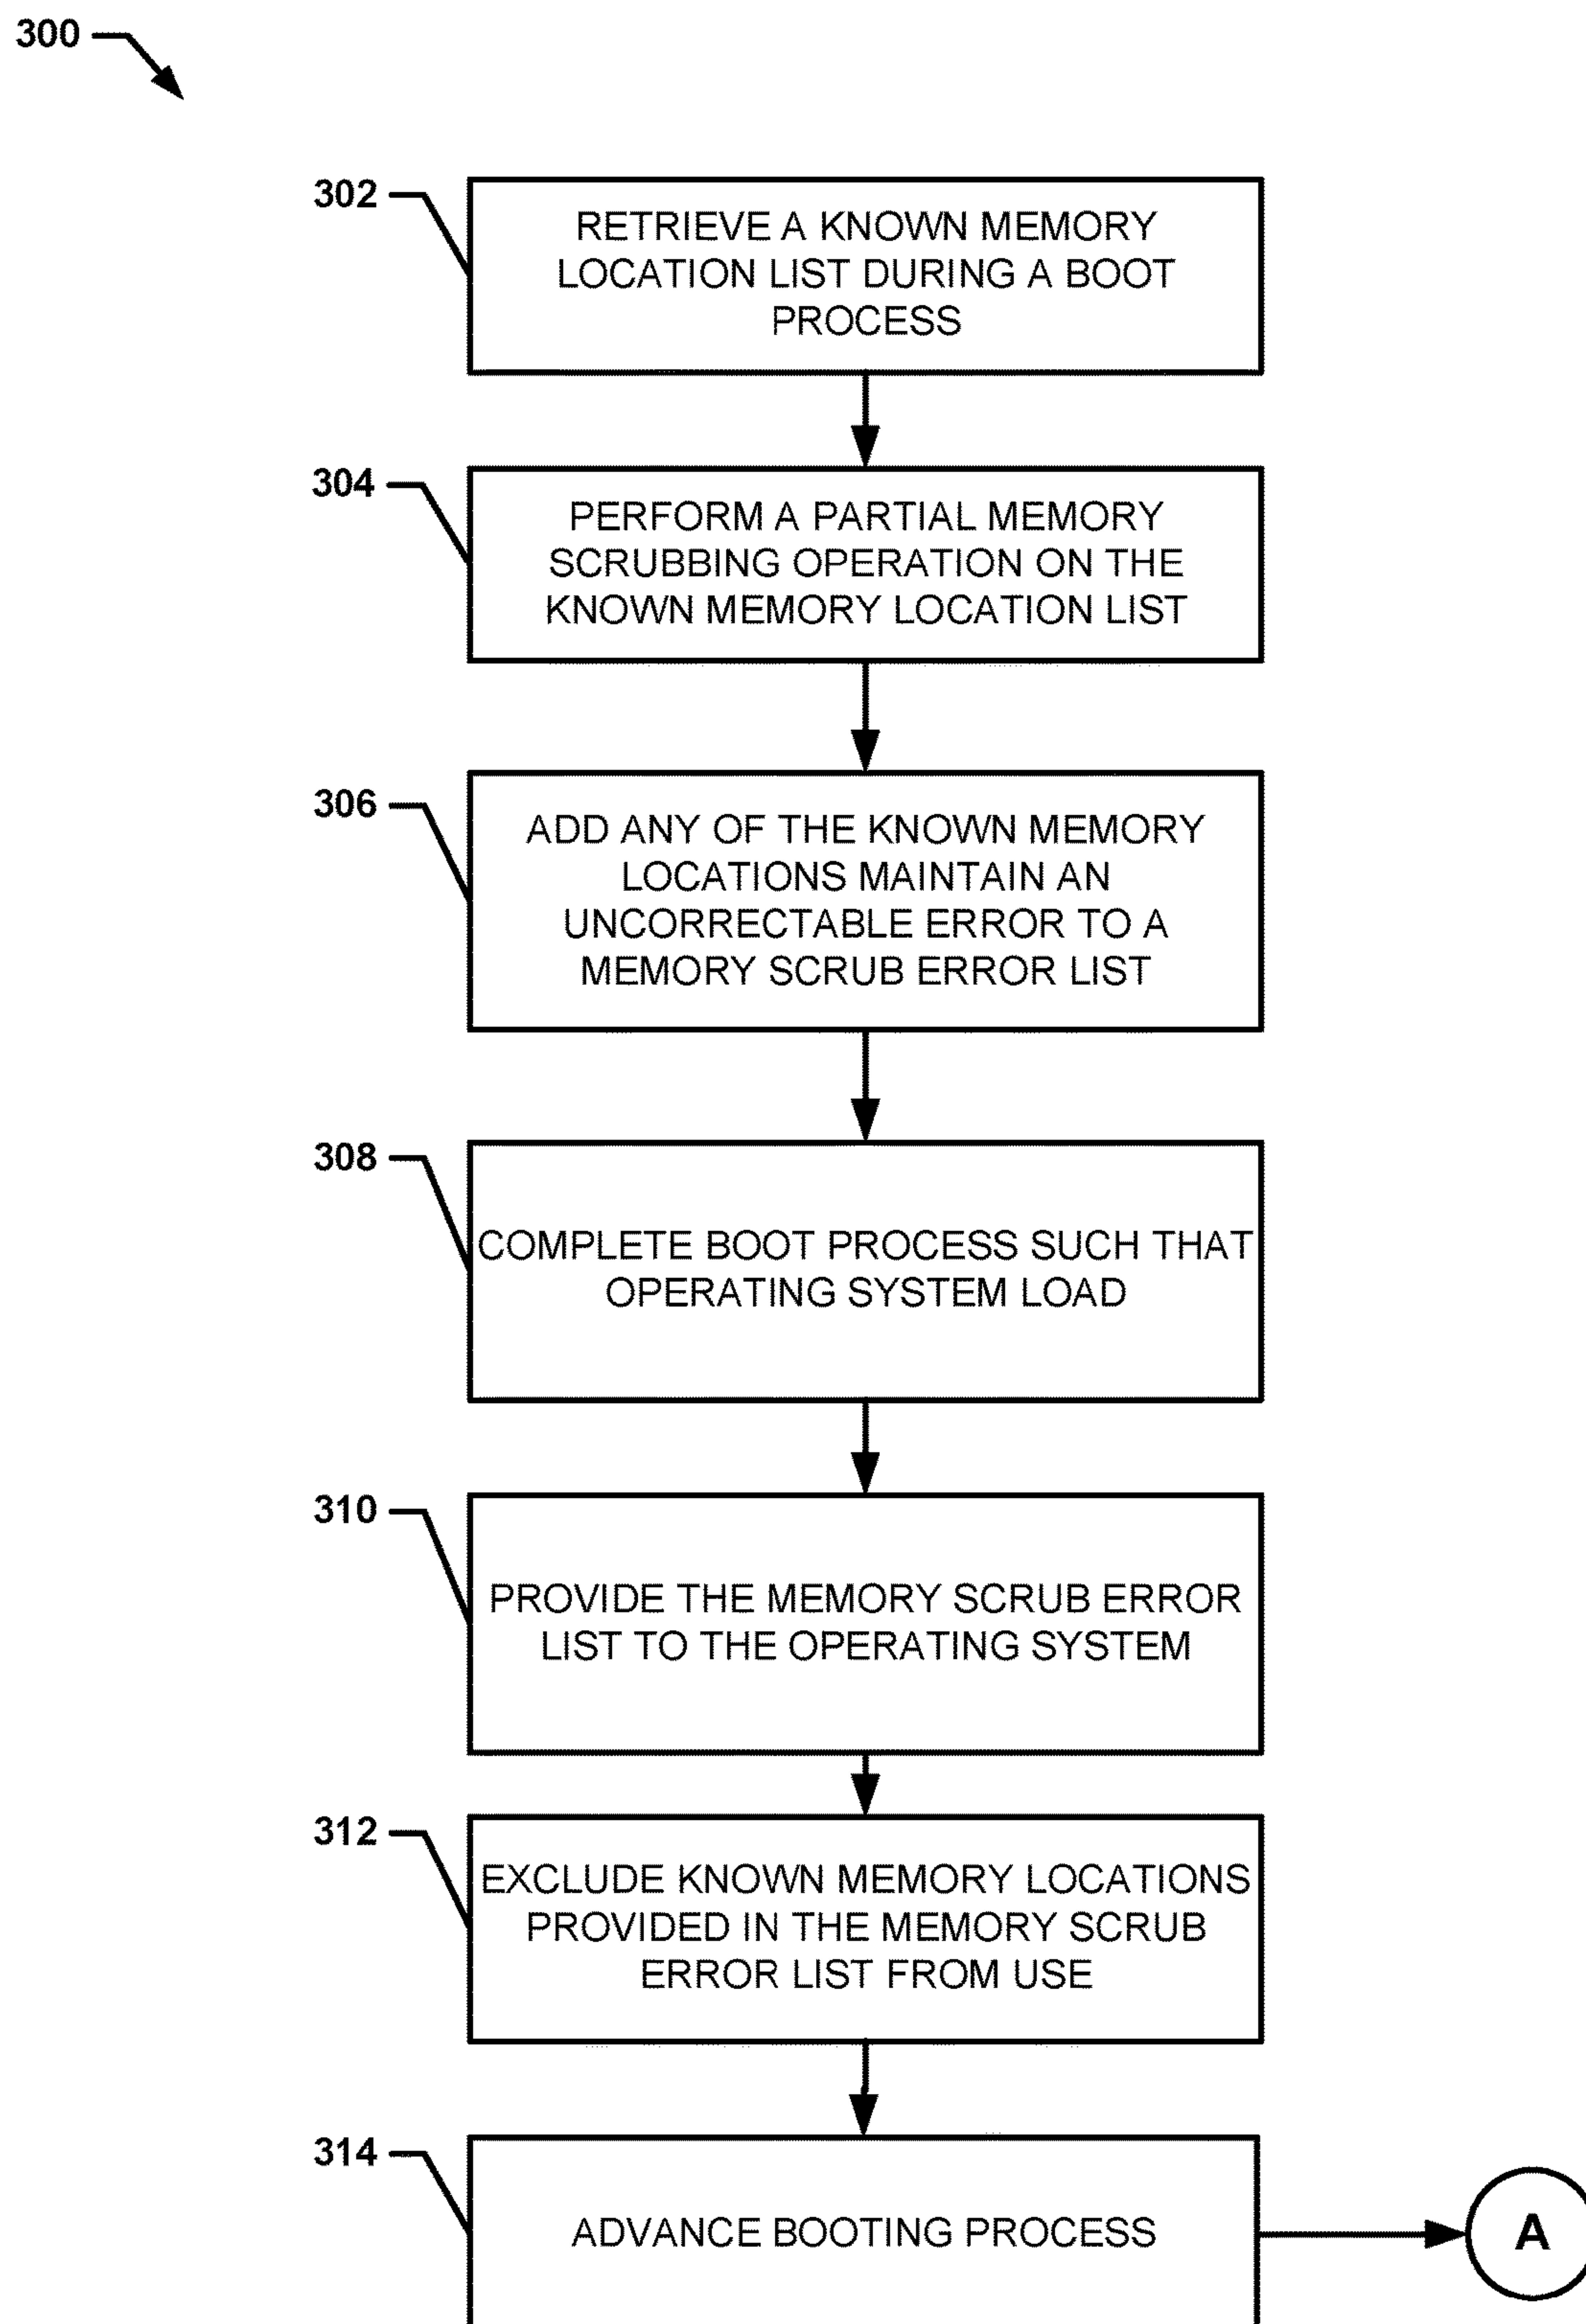 300
302
RETRIEVE A KNOWN MEMORY
LOCATION LIST DURING A BOOT
PROCESS
304
PERFORM A PARTIAL MEMORY
SCRUBBING OPERATION ON THE
KNOWN MEMORY LOCATION LIST
306
ADD ANY OF THE KNOWN MEMORY
LOCATIONS MAINTAIN AN
UNCORRECTABLE ERROR TO A
MEMORY SCRUB ERROR LIST
308
COMPLETE BOOT PROCESS SUCH THAT
OPERATING SYSTEM LOAD
310
PROVIDE THE MEMORY SCRUB ERROR
LIST TO THE OPERATING SYSTEM
312
EXCLUDE KNOWN MEMORY LOCATIONS
PROVIDED IN THE MEMORY SCRUB
ERROR LIST FROM USE
314
ADVANCE BOOTING PROCESS
A